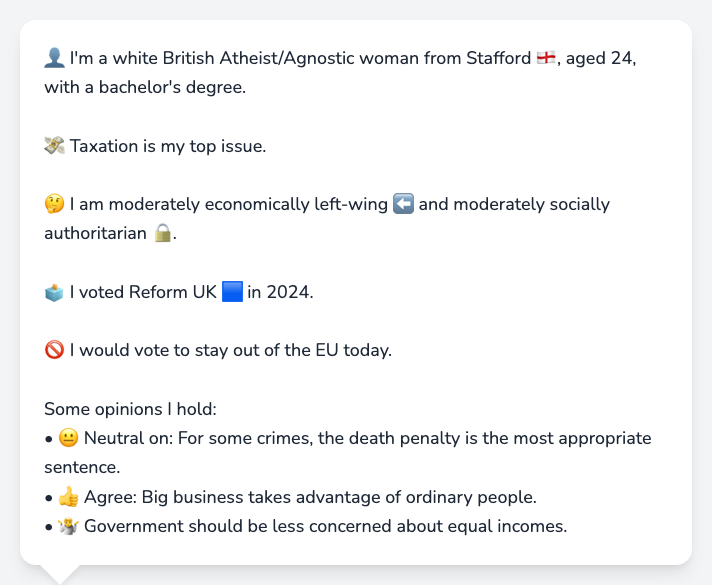 👤 I'm a white British Atheist/Agnostic woman from Stafford 🏴󠁧󠁢󠁥󠁮󠁧󠁿, aged 24,
with a bachelor's degree.
💸 Taxation is my top issue.
🤔 I am moderately economically left-wing ⬅️ and moderately socially
authoritarian 🔒.
🗳️ I voted Reform UK 🟦 in 2024.
🚫 I would vote to stay out of the EU today.
Some opinions I hold:
• 😐 Neutral on: For some crimes, the death penalty is the most appropriate
sentence.
• 👍 Agree: Big business takes advantage of ordinary people.
• 🤷 Government should be less concerned about equal incomes.